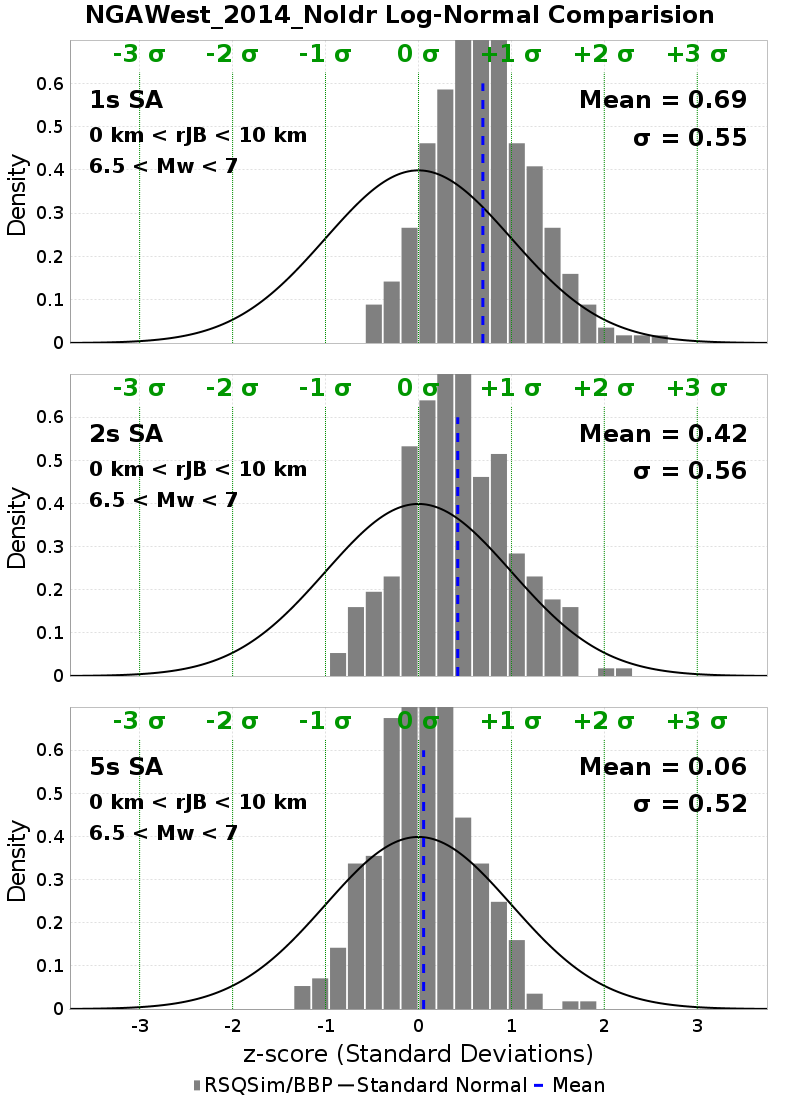 NGAWest_2014_NoIdr Log-Normal Comparision
-3 σ -2 σ -1 σ 0 σ +1 σ +2 σ +3 σ
1s SA
0 km < rJB < 10 km
6.5 < Mw < 7
Mean = 0.69
σ = 0.55
Density
0.6
0.5
0.4
0.3
0.2
0.1
0
-3 σ -2 σ -1 σ 0 σ +1 σ +2 σ +3 σ
2s SA
0 km < rJB < 10 km
6.5 < Mw < 7
Mean = 0.42
σ = 0.56
Density
0.6
0.5
0.4
0.3
0.2
0.1
0
-3 σ -2 σ -1 σ 0 σ +1 σ +2 σ +3 σ
5s SA
0 km < rJB < 10 km
6.5 < Mw < 7
Mean = 0.06
σ = 0.52
Density
0.6
0.5
0.4
0.3
0.2
0.1
0
-3 -2 -1 0 1 2 3
z-score (Standard Deviations)
RSQSim/BBP Standard Normal Mean